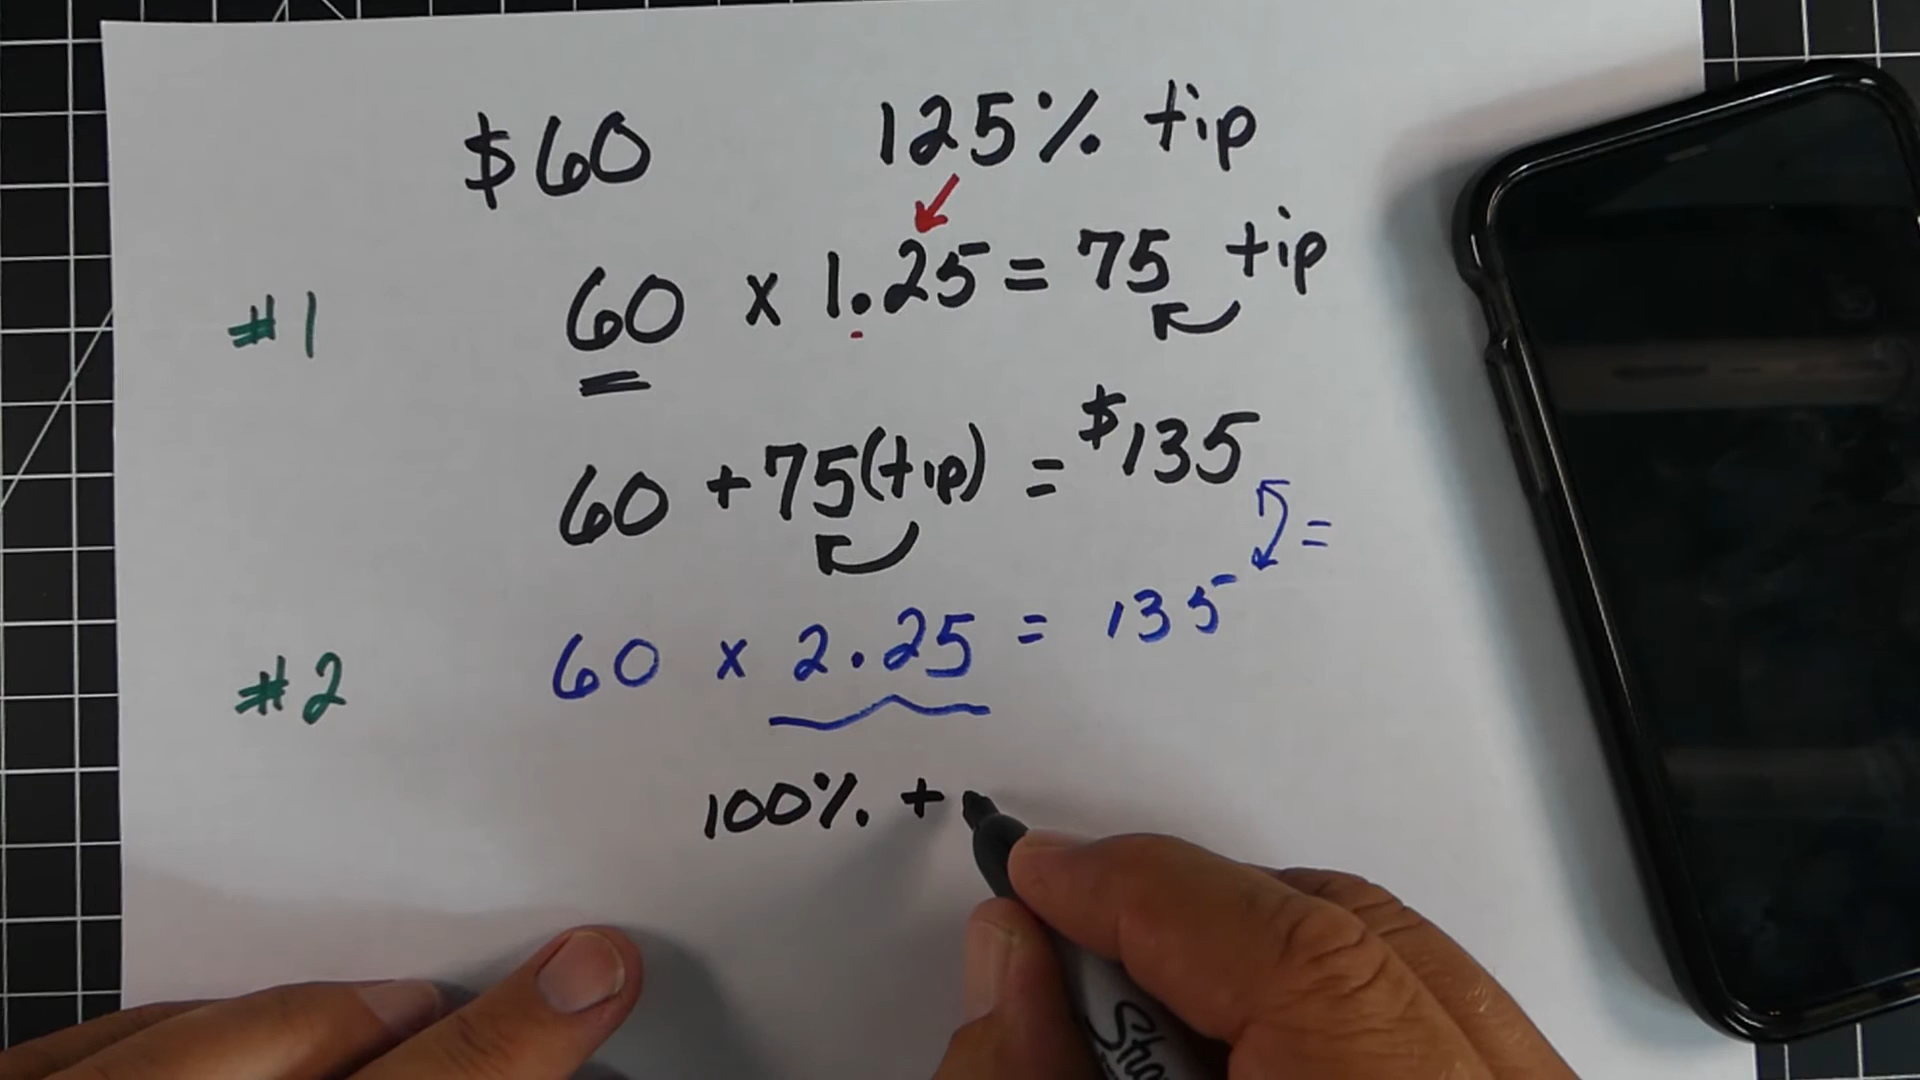 $60 125% tip
#1 60 x 1.25 = 75 tip
60 + 75(tip) = $135
=
#2 60 x 2.25 = 135
100% +